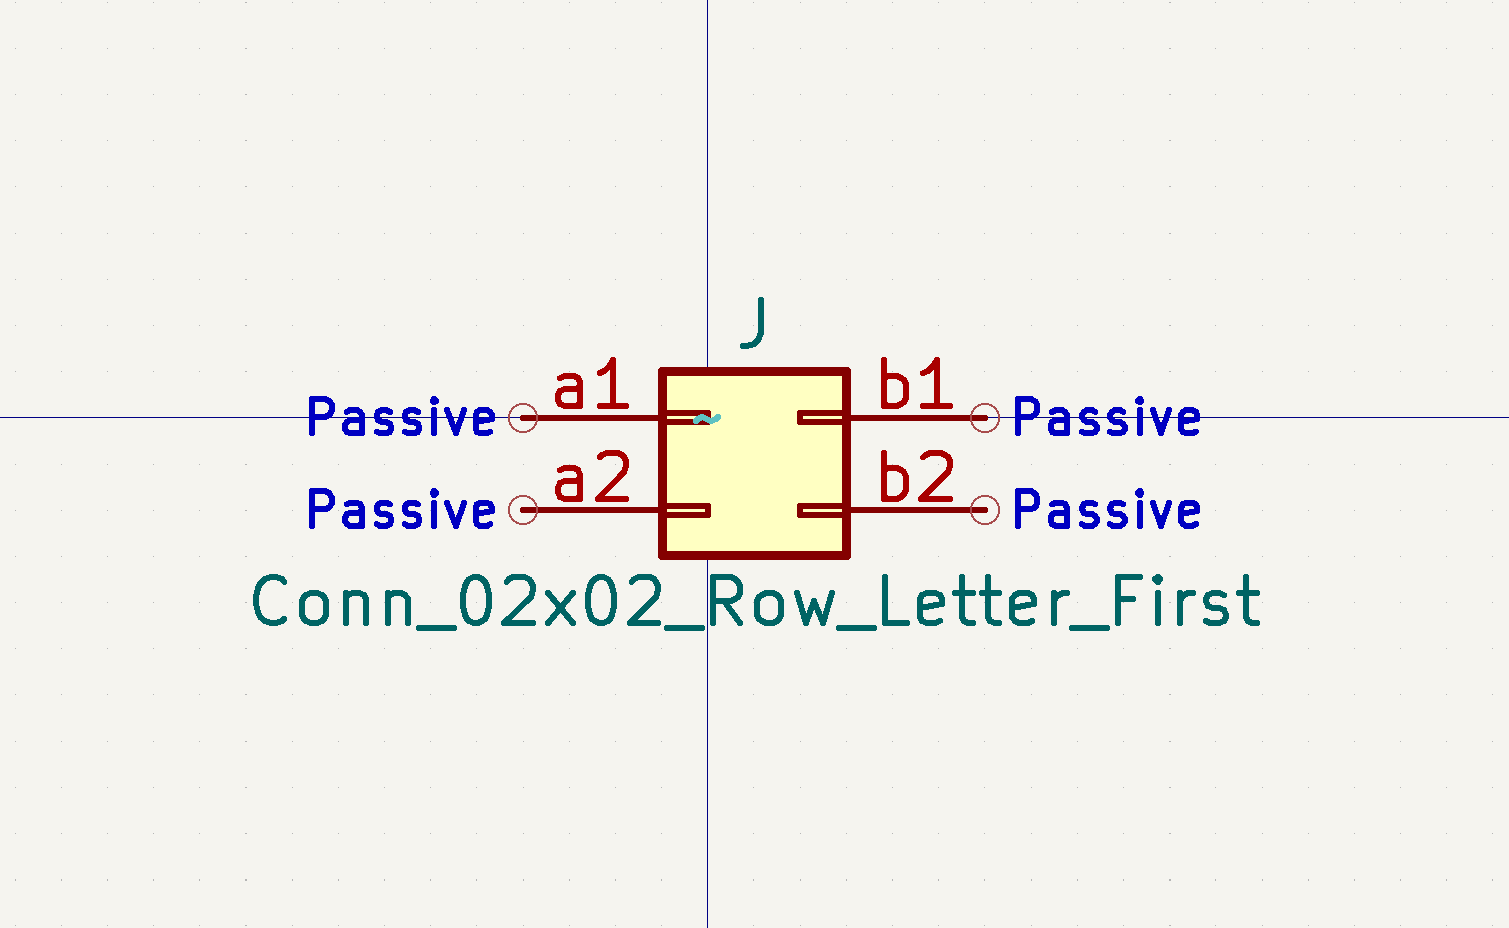 J
a1 b1
Passive Passive
a2 b2
Passive Passive
~
Conn_02x02_Row_Letter_First